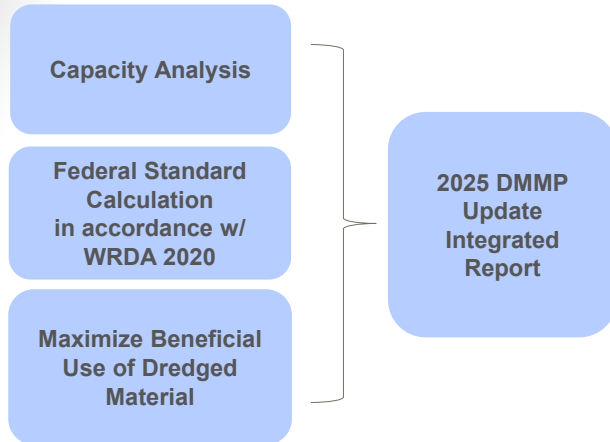 Capacity Analysis
Federal Standard
Calculation
in accordance w/
WRDA 2020
Maximize Beneficial
Use of Dredged
Material
2025 DMMP
Update
Integrated
Report